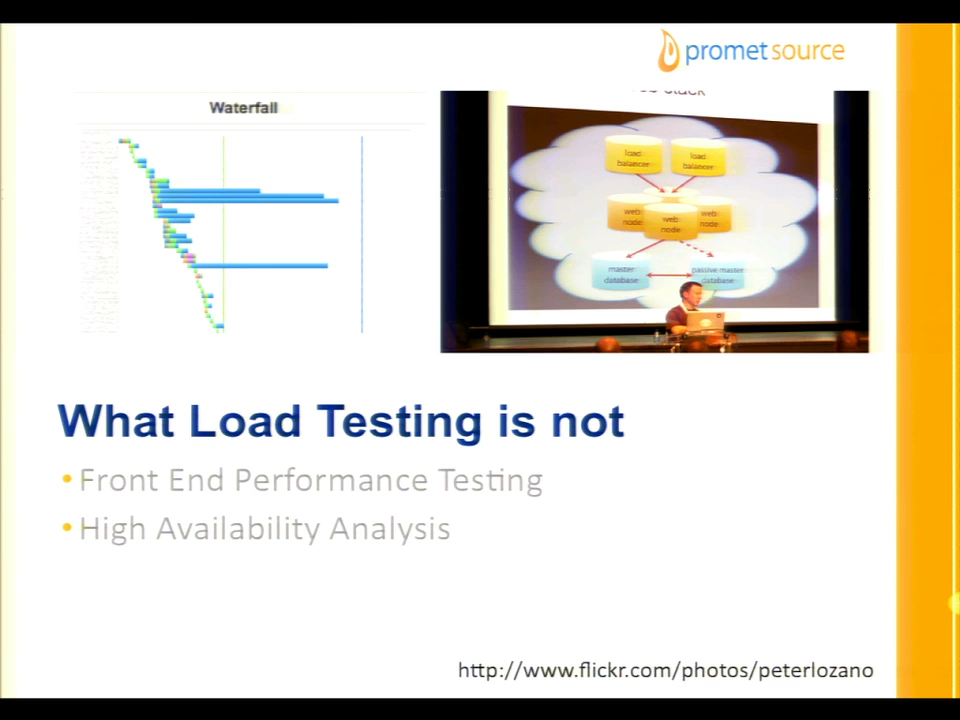 promet source
Waterfall
stack
load
balancer
load
balancer
web
node
web
node
web
node
master
database
passive master
database
What Load Testing is not
• Front End Performance Testing
• High Availability Analysis
http://www.flickr.com/photos/peterlozano